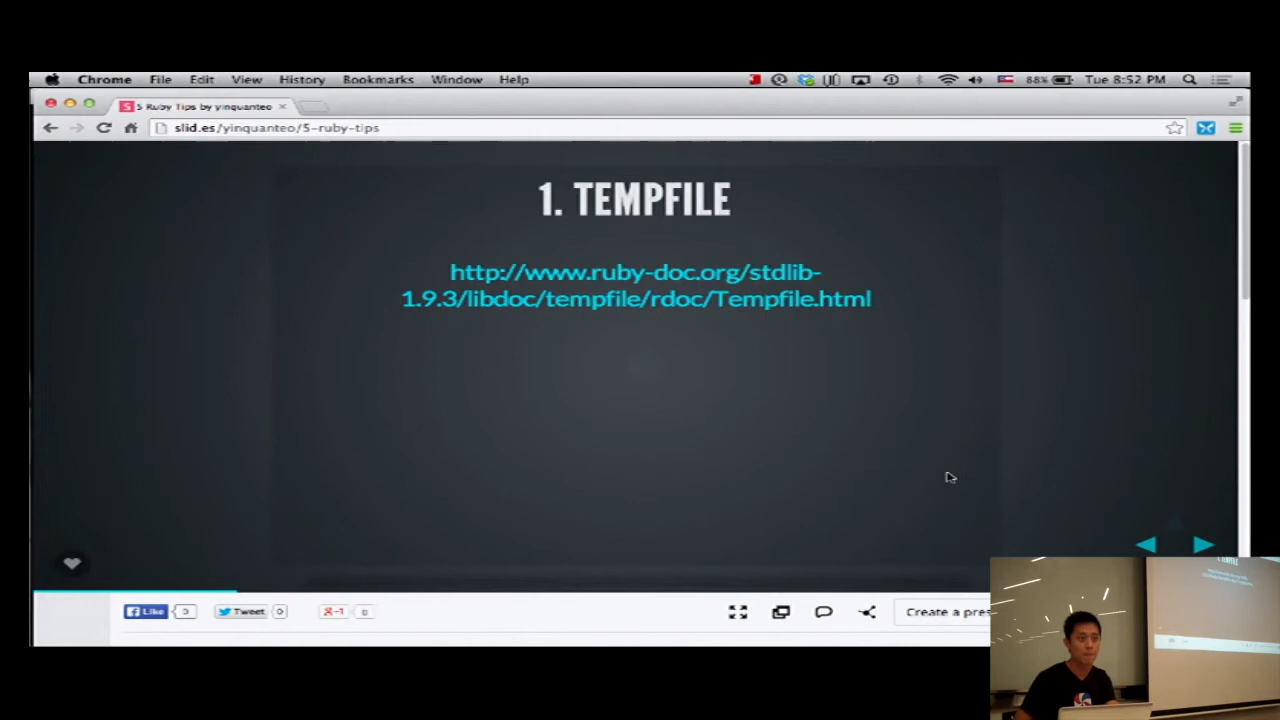 Chrome File Edit View History Bookmarks Window Help 88% Tue 8:52 PM
5 Ruby Tips by yinquanteo
slid.es/yinquanteo/5-ruby-tips
1. TEMPFILE
http://www.ruby-doc.org/stdlib-
1.9.3/libdoc/tempfile/rdoc/Tempfile.html
Like 0 Tweet 0 +1 0 Create a pres